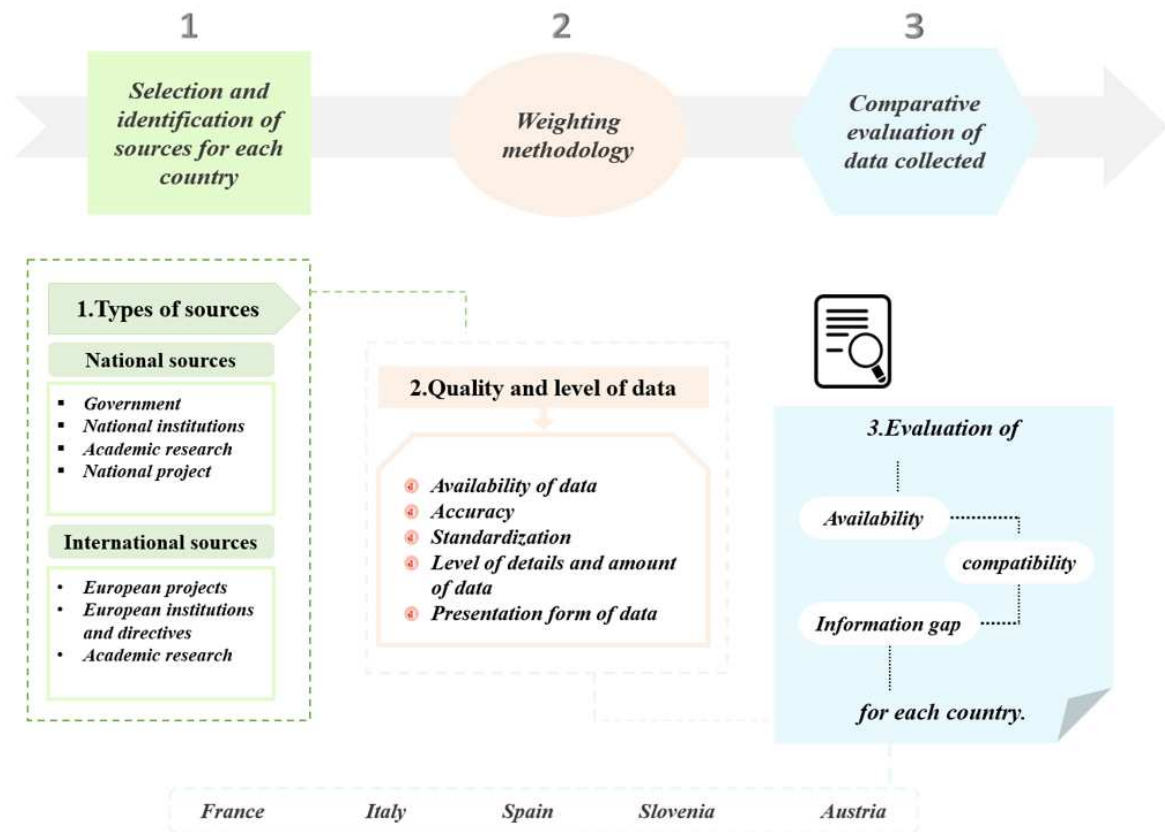 1
2
3
Selection and
identification of
sources for each
country
Weighting
methodology
Comparative
evaluation of
data collected
1.Types of sources
National sources
Government
National institutions
Academic research
National project
International sources
European projects
European institutions
and directives
Academic research
2.Quality and level of data
Availability of data
Accuracy
Standardization
Level of details and amount
of data
Presentation form of data
3.Evaluation of
Availability
compatibility
Information gap
for each country.
France Italy Spain Slovenia Austria